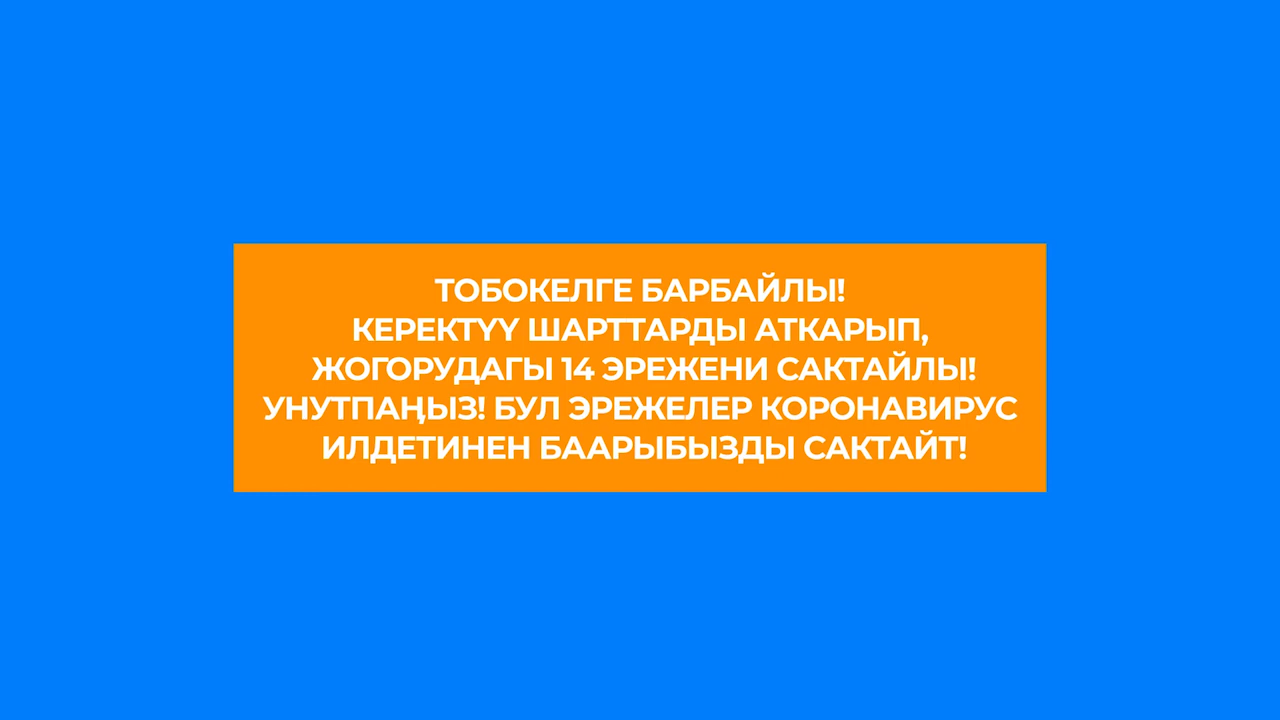 ТОБОКЕЛГЕ БАРБАЙЛЫ!
КЕРЕКТҮҮ ШАРТТАРДЫ АТКАРЫП,
ЖОГОРУДАГЫ 14 ЭРЕЖЕНИ САКТАЙЛЫ!
УНУТПАҢЫЗ! БУЛ ЭРЕЖЕЛЕР КОРОНАВИРУС
ИЛДЕТИНЕН БААРЫБЫЗДЫ САКТАЙТ!